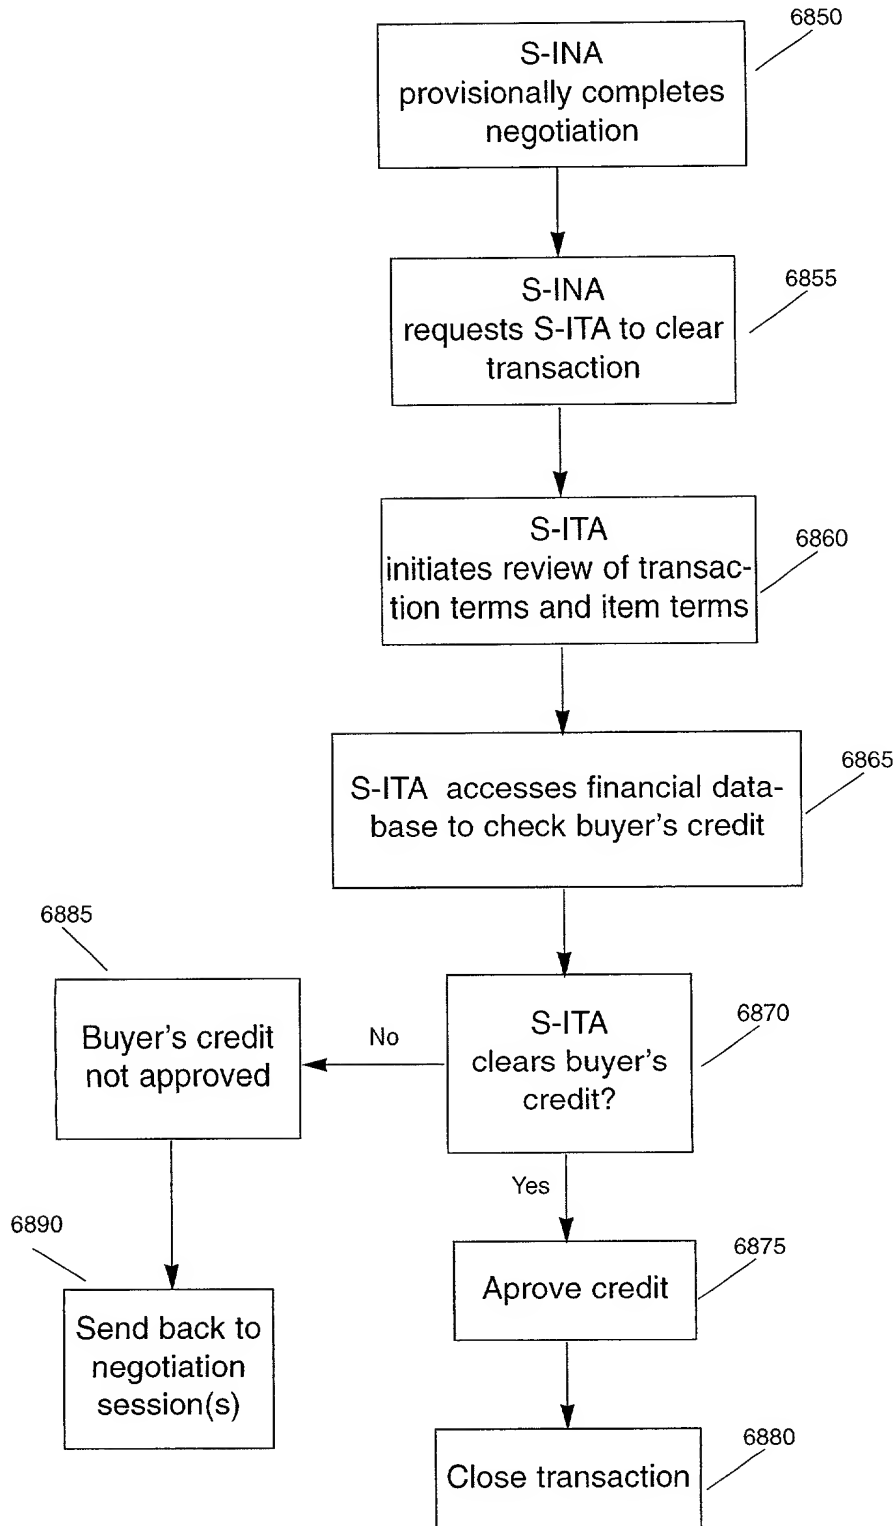 6850
S-INA
provisionally completes
negotiation
6855
S-INA
requests S-ITA to clear
transaction
6860
S-ITA
initiates review of transac-
tion terms and item terms
6865
S-ITA accesses financial data-
base to check buyer's credit
6885
Buyer's credit
not approved
No
6870
S-ITA
clears buyer's
credit?
Yes
6890
Send back to
negotiation
session(s)
6875
Aprove credit
6880
Close transaction